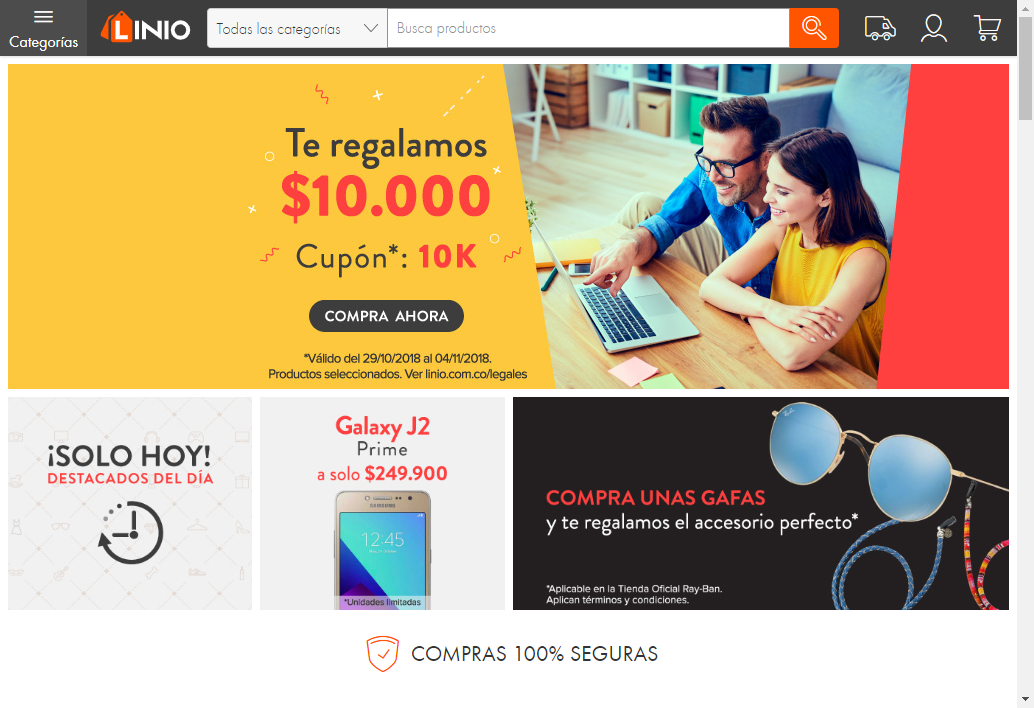 Categorías
LINIO
Todas las categorías
Busca productos
Te regalamos
$10.000
Cupón*: 10K
COMPRA AHORA
*Válido del 29/10/2018 al 04/11/2018.
Productos seleccionados. Ver linio.com.co/legales
¡SOLO HOY!
DESTACADOS DEL DÍA
Galaxy J2
Prime
a solo $249.900
SAMSUNG
12:45
*Unidades limitadas
Ray-Ban
COMPRA UNAS GAFAS
y te regalamos el accesorio perfecto*
*Aplicable en la Tienda Oficial Ray-Ban.
Aplican términos y condiciones.
COMPRAS 100% SEGURAS